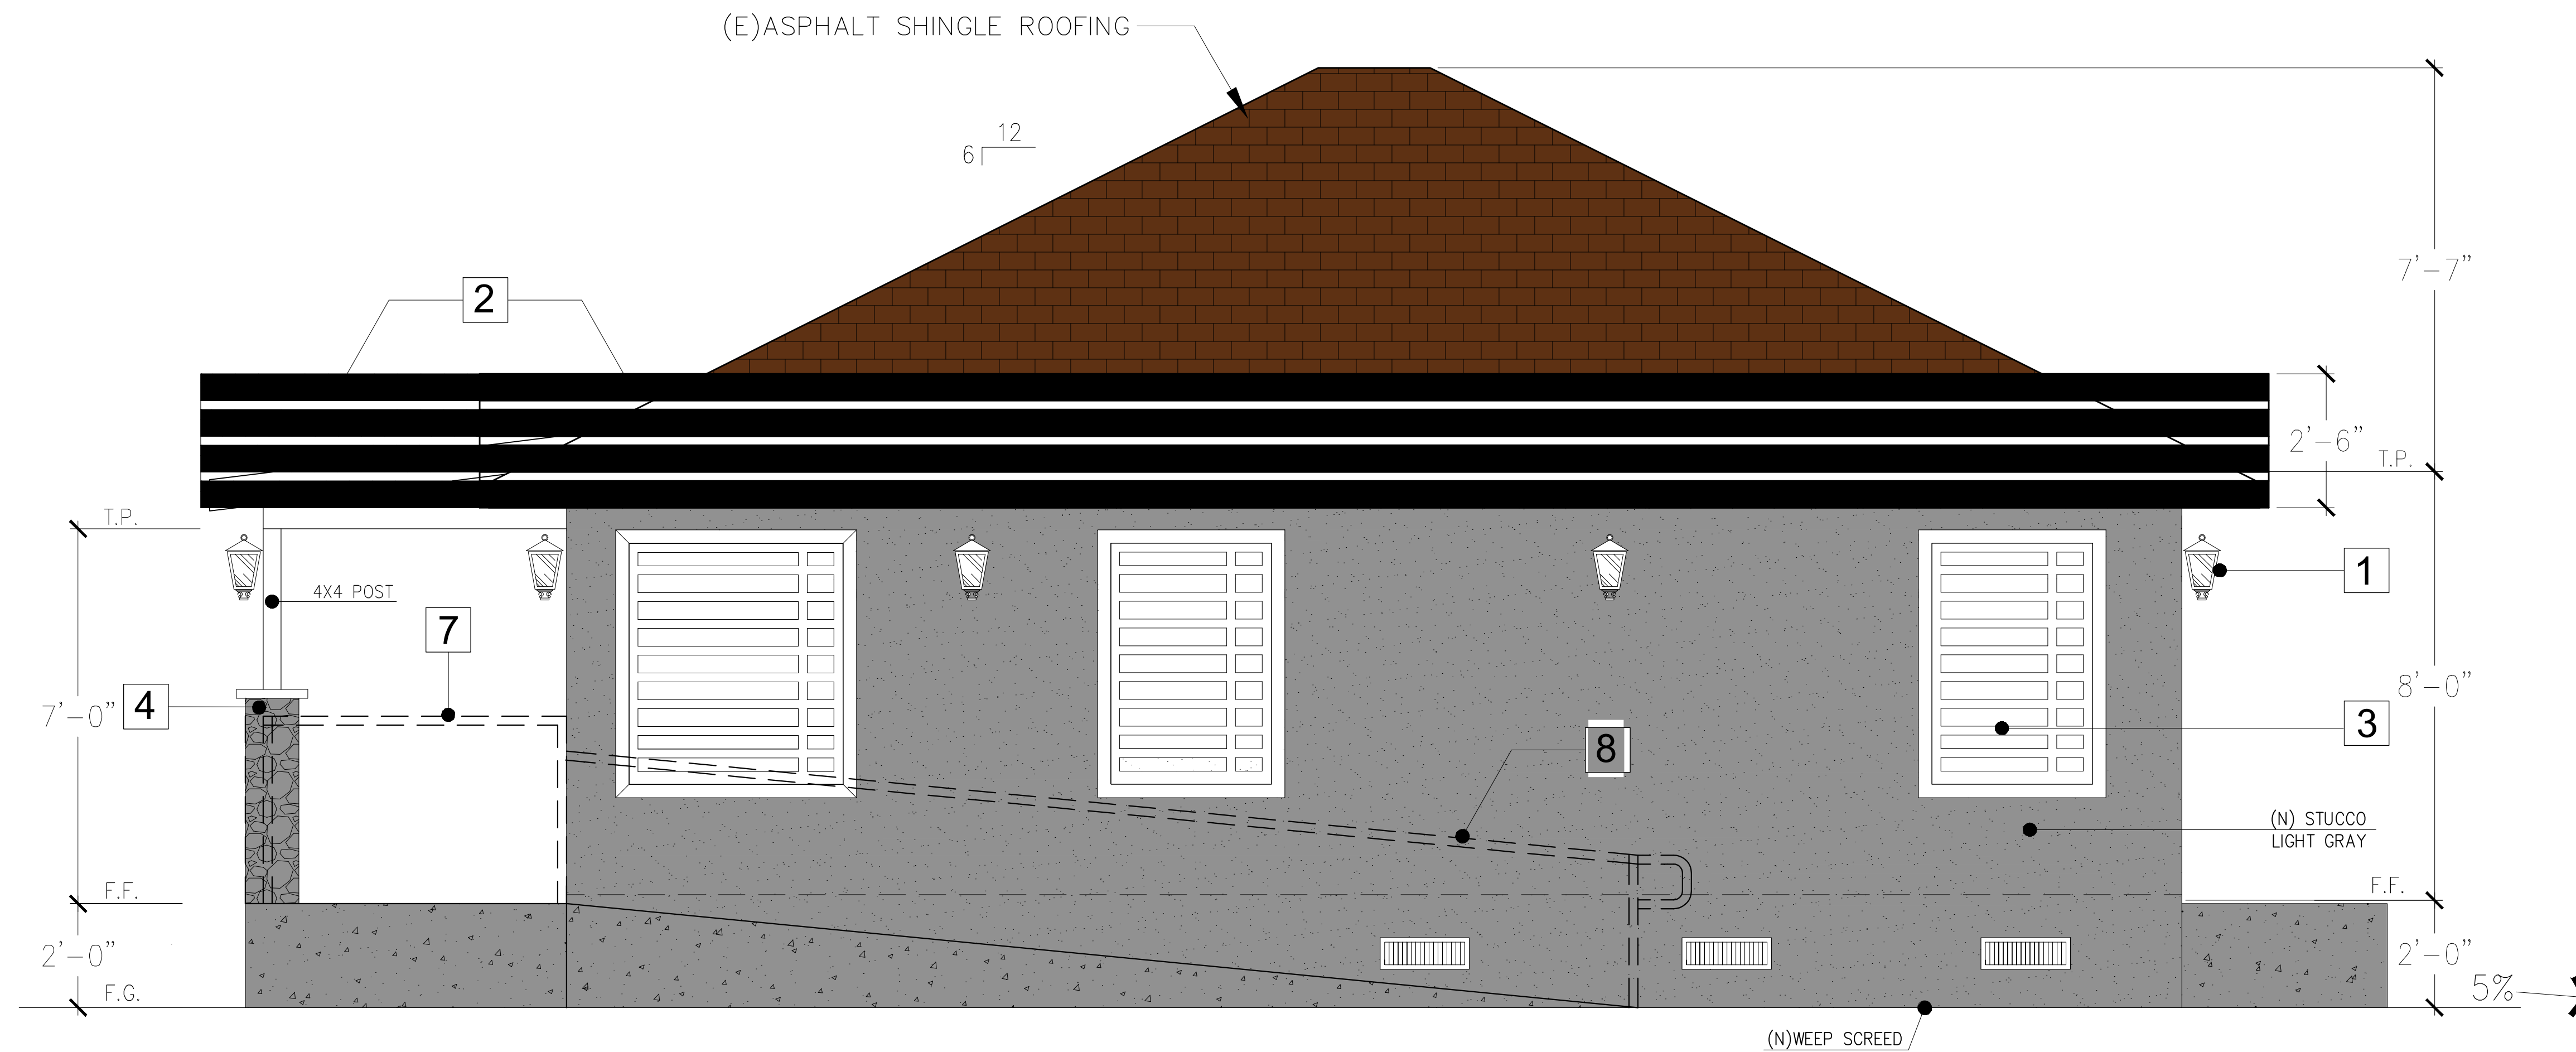 (E)ASPHALT SHINGLE ROOFING
12
6
7'-7"
2
2'-6"
T.P.
T.P.
1
4X4 POST
7
8'-0"
4
7'-0"
3
8
(N) STUCCO
LIGHT GRAY
F.F.
F.F.
2'-0"
2'-0"
5%
F.G.
(N)WEEP SCREED